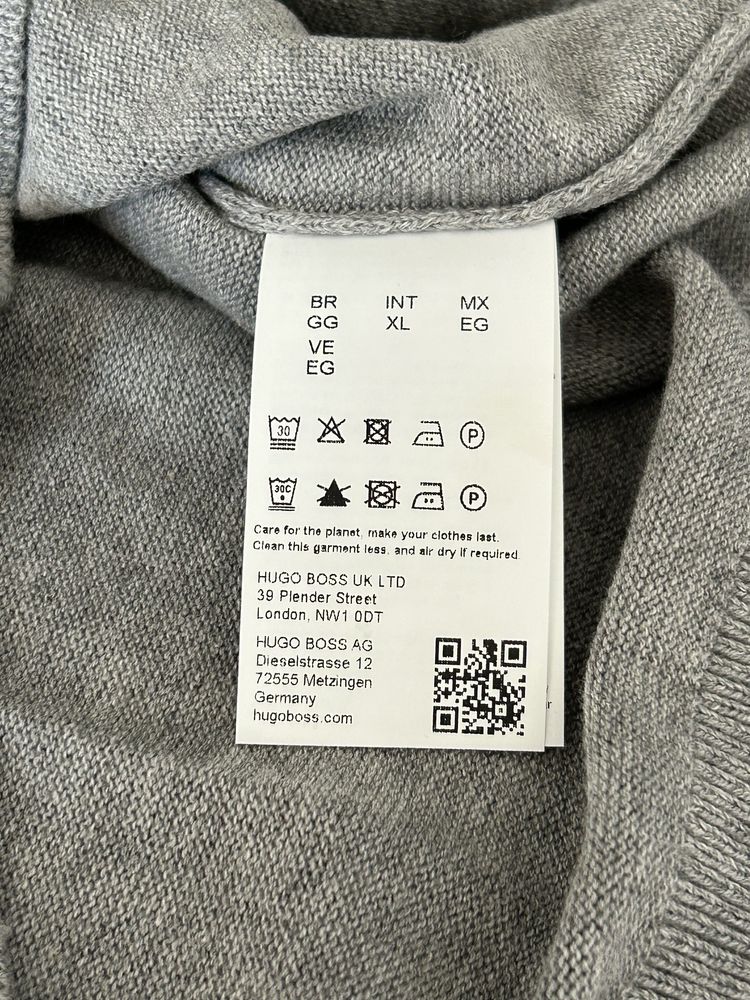 BR INT MX
GG XL EG
VE
EG
30 P
30C P
Care for the planet, make your clothes last.
Clean this garment less, and air dry if required.
HUGO BOSS UK LTD
39 Plender Street
London, NW1 0DT
HUGO BOSS AG
Dieselstrasse 12
72555 Metzingen
Germany
hugoboss.com